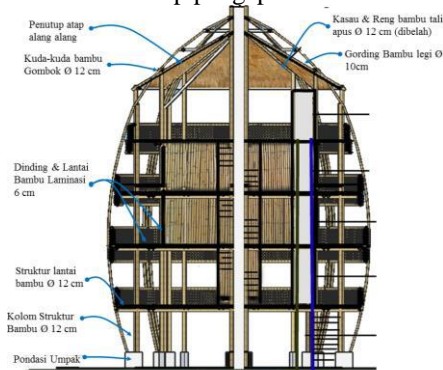 Penutup atap
alang alang
Kuda-kuda bambu
Gombok Ø 12 cm
Kasau & Reng bambu tali
apus Ø 12 cm (dibelah)
Gording Bambu legi Ø
10cm
Dinding & Lantai
Bambu Laminasi
6 cm
Struktur lantai
bambu Ø 12 cm
Kolom Struktur
Bambu Ø 12 cm
Pondasi Umpak